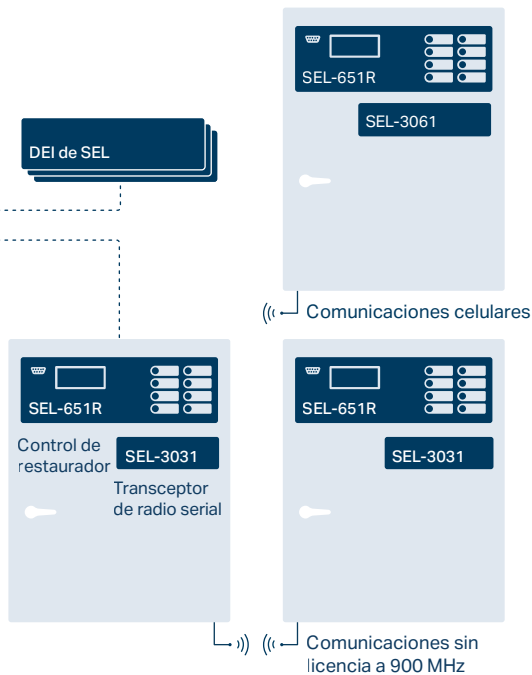 SEL-651R
SEL-3061
DEI de SEL
Comunicaciones celulares
SEL-651R
Control de
restaurador
SEL-3031
Transceptor
de radio serial
SEL-651R
SEL-3031
Comunicaciones sin
licencia a 900 MHz